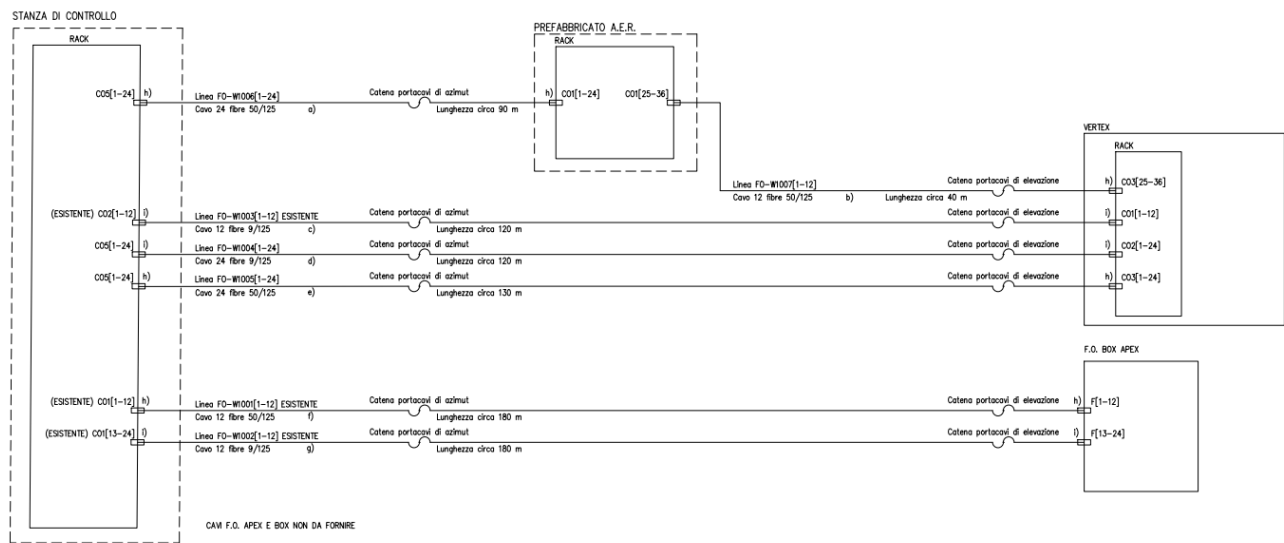 STANZA DI CONTROLLO
RACK
PREFABBRICATO A.E.R.
RACK
C05[1-24] h) Linea FO-W1006[1-24] Catena portacavi di azimut h) C01[1-24] C01[25-36]
Cavo 24 fibre 50/125 a) Lunghezza circa 90 m
VERTEX
RACK
Linea FO-W1007[1-12] Catena portacavi di elevazione h) C03[25-36]
Cavo 12 fibre 50/125 b) Lunghezza circa 40 m
(ESISTENTE) C02[1-12] i) Linea FO-W1003[1-12] ESISTENTE Catena portacavi di azimut Catena portacavi di elevazione i) C01[1-12]
Cavo 12 fibre 9/125 c) Lunghezza circa 120 m
C05[1-24] i) Linea FO-W1004[1-24] Catena portacavi di azimut Catena portacavi di elevazione i) C02[1-24]
Cavo 24 fibre 9/125 d) Lunghezza circa 120 m
C05[1-24] h) Linea FO-W1005[1-24] Catena portacavi di azimut Catena portacavi di elevazione h) C03[1-24]
Cavo 24 fibre 50/125 e) Lunghezza circa 130 m
F.O. BOX APEX
(ESISTENTE) C01[1-12] h) Linea FO-W1001[1-12] ESISTENTE Catena portacavi di azimut Catena portacavi di elevazione h) F[1-12]
Cavo 12 fibre 50/125 f) Lunghezza circa 180 m
(ESISTENTE) C01[13-24] i) Linea FO-W1002[1-12] ESISTENTE Catena portacavi di azimut Catena portacavi di elevazione i) F[13-24]
Cavo 12 fibre 9/125 g) Lunghezza circa 180 m
CAVI F.O. APEX E BOX NON DA FORNIRE